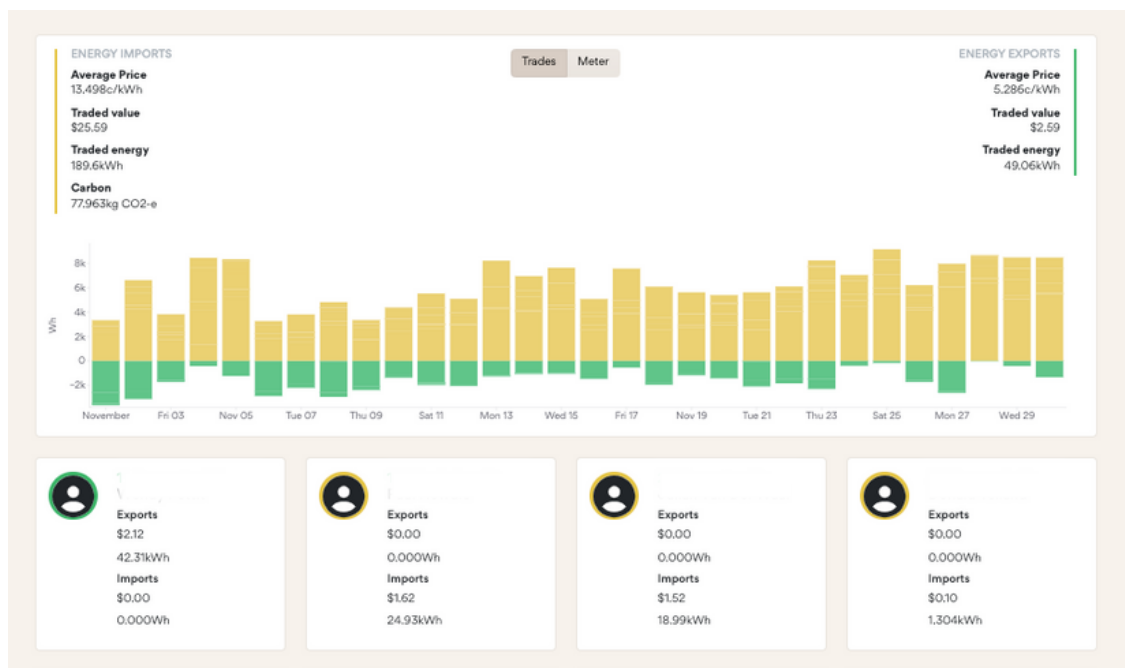 ENERGY IMPORTS
Average Price
13.498c/kWh
Traded value
$25.59
Traded energy
189.6kWh
Carbon
77.963kg CO2-e
Trades Meter
ENERGY EXPORTS
Average Price
5.286c/kWh
Traded value
$2.59
Traded energy
49.06kWh
Wh
8k
6k
4k
2k
0
-2k
November Fri 03 Nov 05 Tue 07 Thu 09 Sat 11 Mon 13 Wed 15 Fri 17 Nov 19 Tue 21 Thu 23 Sat 25 Mon 27 Wed 29
Exports
$2.12
42.31kWh
Imports
$0.00
0.000Wh
Exports
$0.00
0.000Wh
Imports
$1.62
24.93kWh
Exports
$0.00
0.000Wh
Imports
$1.52
18.99kWh
Exports
$0.00
0.000Wh
Imports
$0.10
1.304kWh